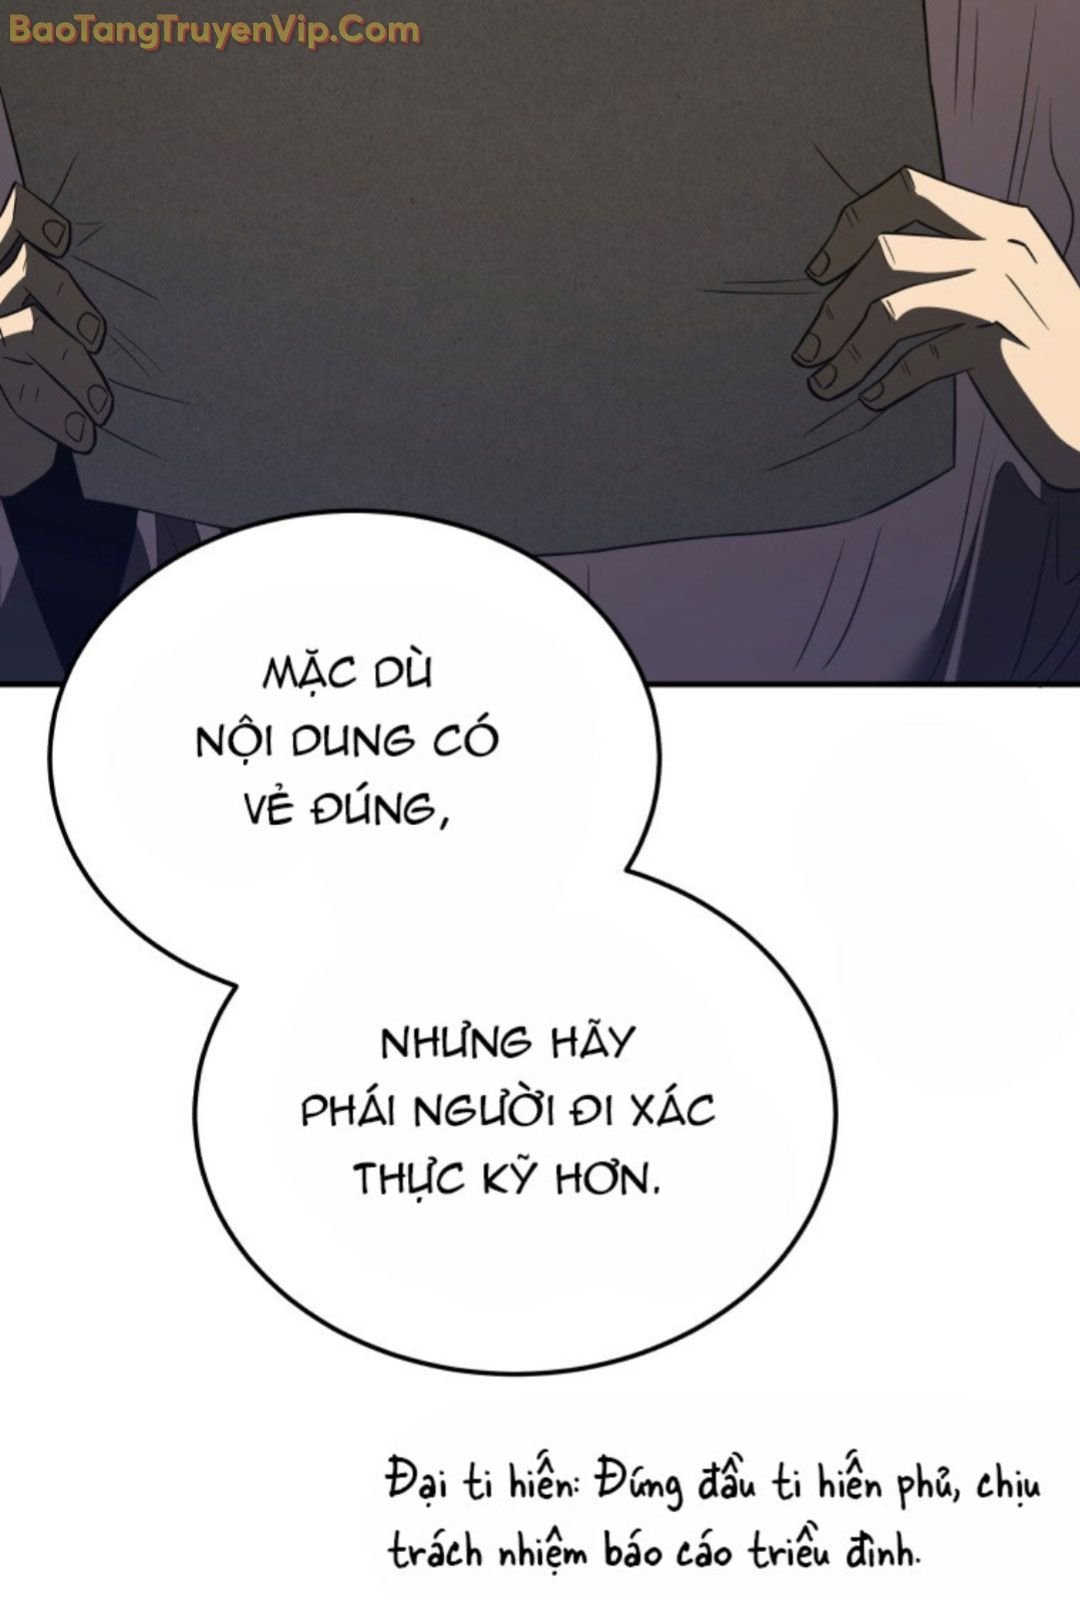 BaoTangTruyenVip.Com
MẶC DÙ
NỘI DUNG CÓ
VẺ ĐÚNG,
NHƯNG HÃY
PHÁI NGƯỜI ĐI XÁC
THỰC KỸ HƠN.
Đại ti hiến: Đứng đầu ti hiến phủ, chịu
trách nhiệm báo cáo triều đình.